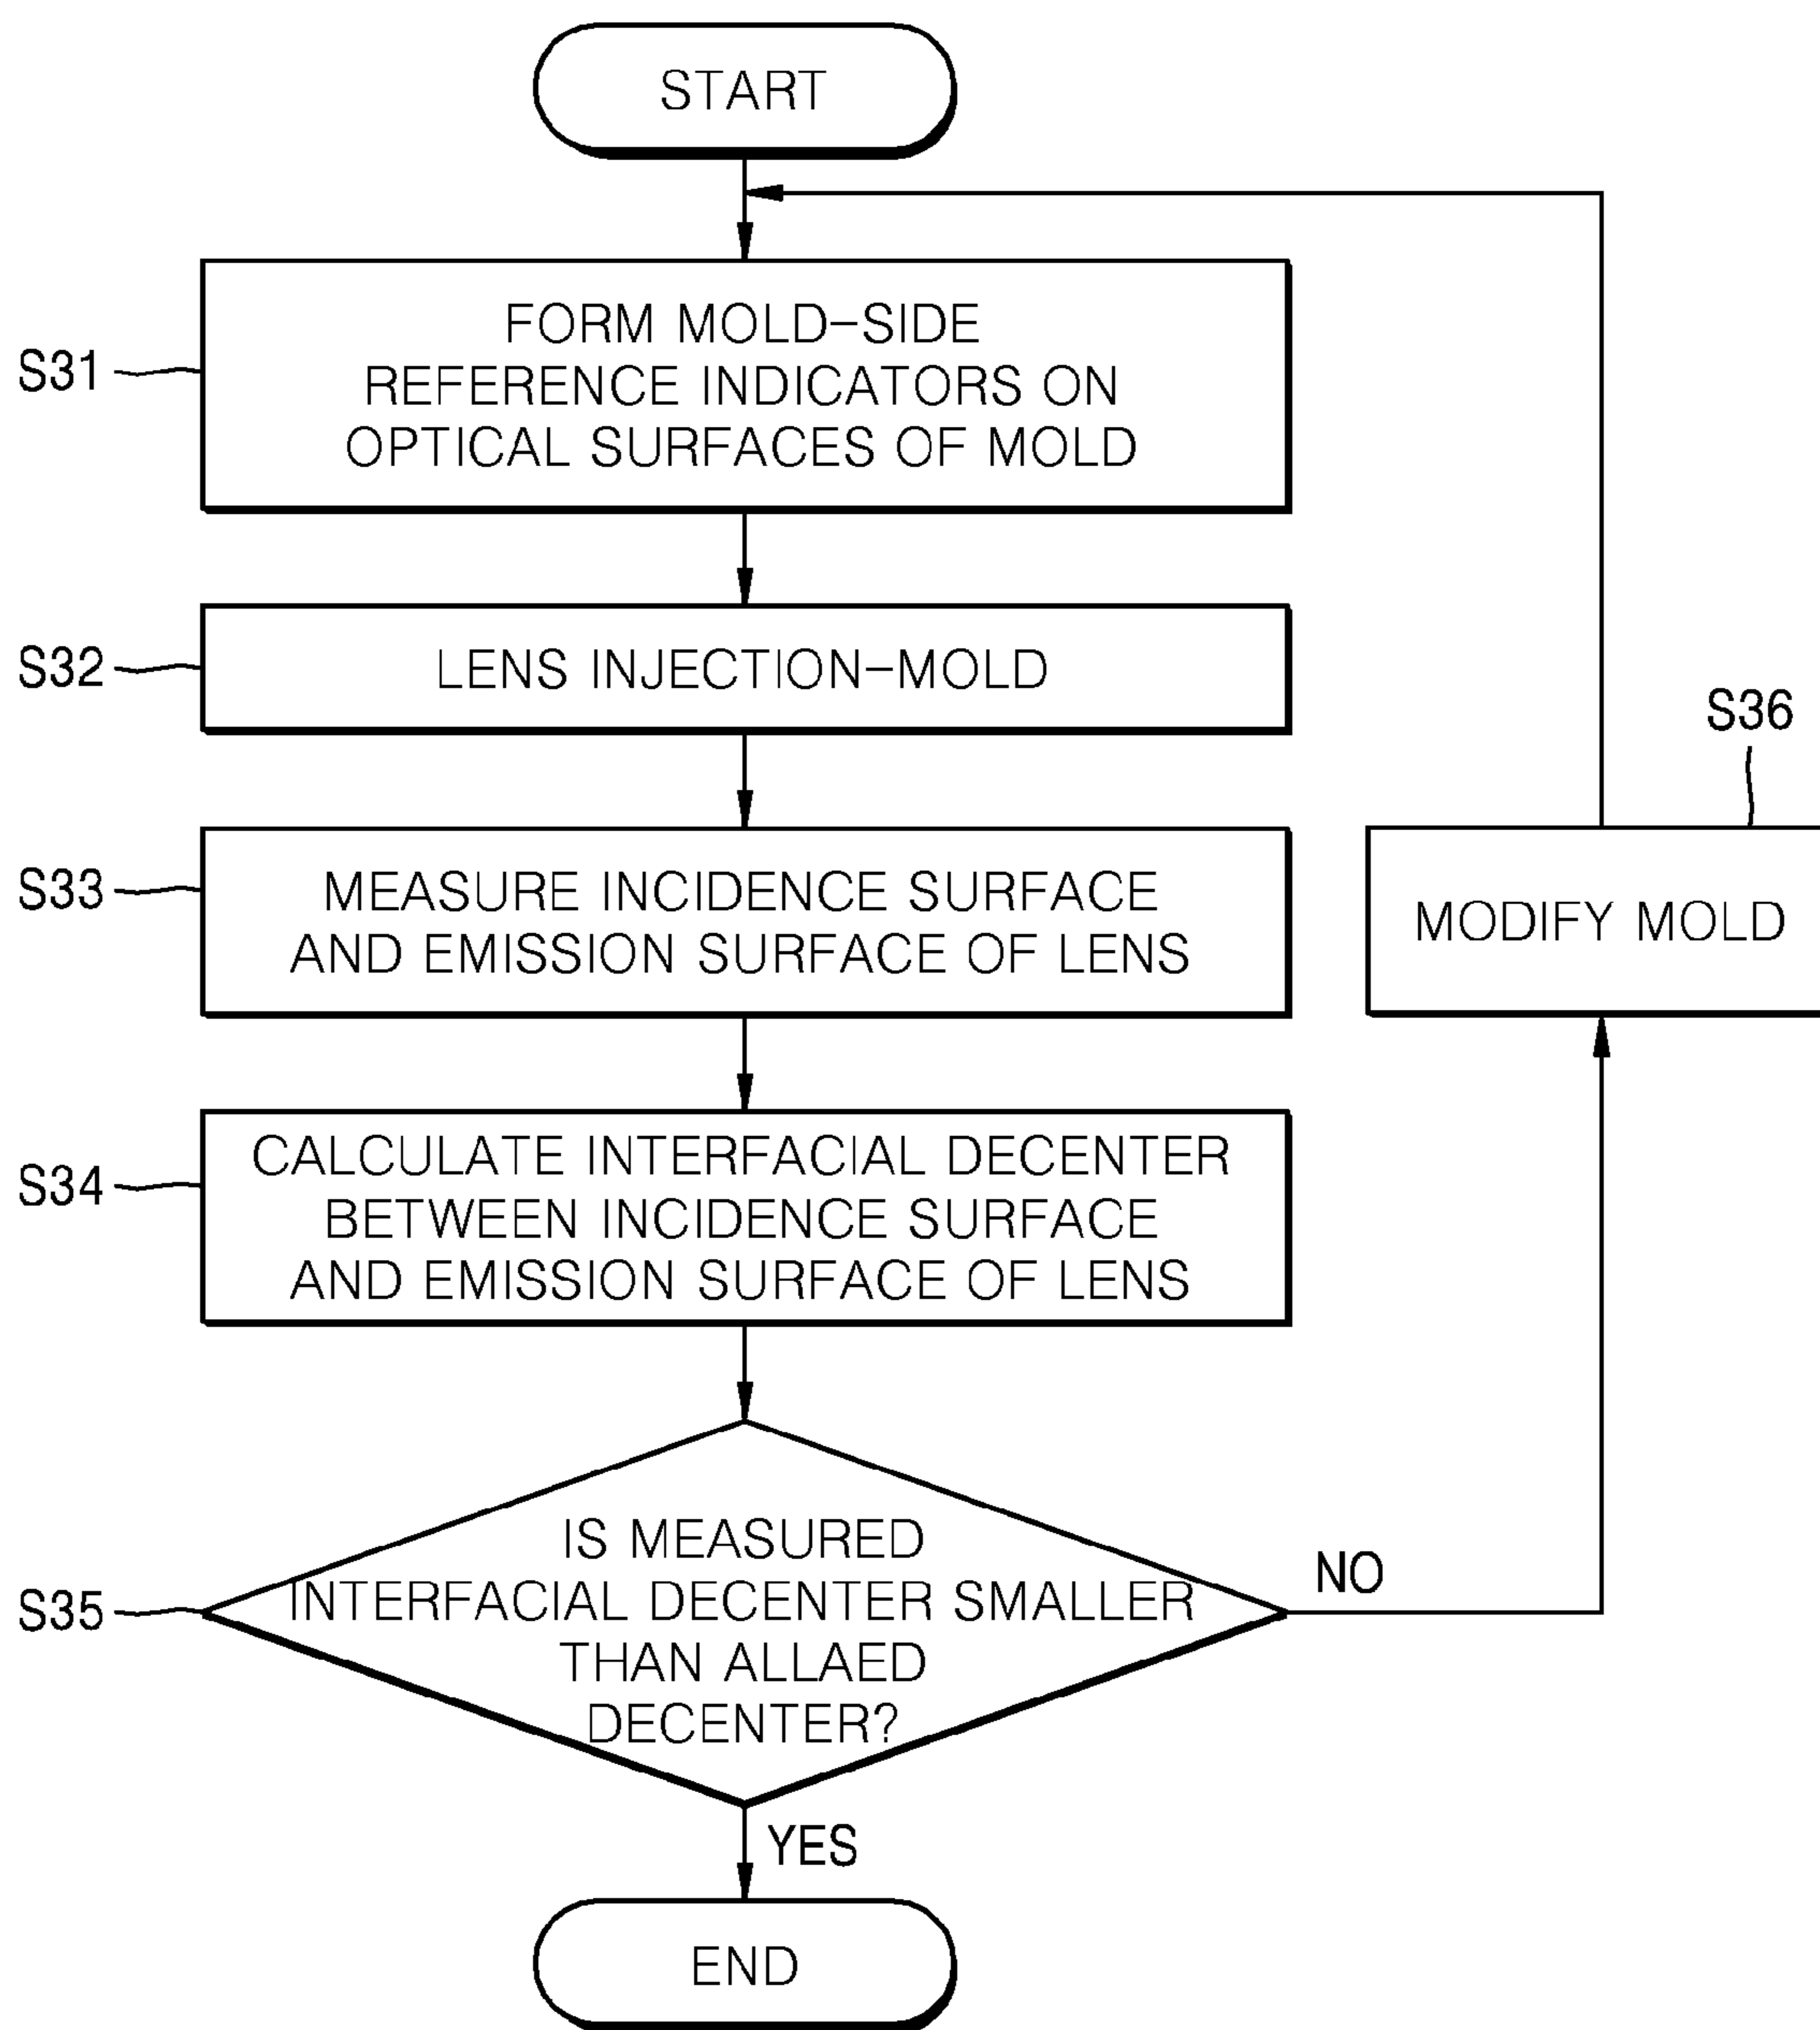 START
S31
FORM MOLD-SIDE
REFERENCE INDICATORS ON
OPTICAL SURFACES OF MOLD
S32
LENS INJECTION-MOLD
S33
MEASURE INCIDENCE SURFACE
AND EMISSION SURFACE OF LENS
S36
MODIFY MOLD
S34
CALCULATE INTERFACIAL DECENTER
BETWEEN INCIDENCE SURFACE
AND EMISSION SURFACE OF LENS
S35
IS MEASURED
INTERFACIAL DECENTER SMALLER
THAN ALLAED
DECENTER?
NO
YES
END